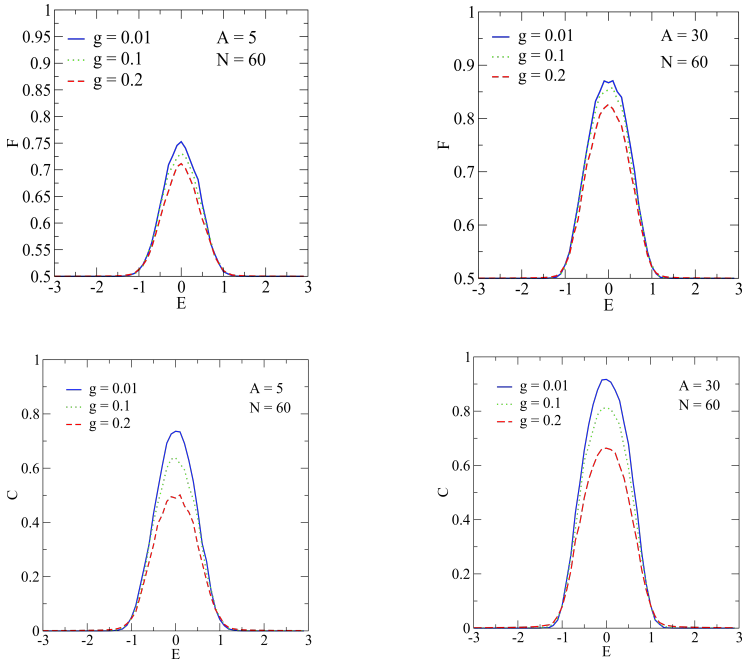 1
0.95
0.9
0.85
0.8
0.75
0.7
0.65
0.6
0.55
0.5
F
g = 0.01
g = 0.1
g = 0.2
A = 5
N = 60
-3 -2 -1 0 1 2 3
E
1
0.9
0.8
0.7
0.6
0.5
F
g = 0.01
g = 0.1
g = 0.2
A = 30
N = 60
-3 -2 -1 0 1 2 3
E
1
0.8
0.6
0.4
0.2
0
C
g = 0.01
g = 0.1
g = 0.2
A = 5
N = 60
-3 -2 -1 0 1 2 3
E
1
0.8
0.6
0.4
0.2
0
C
g = 0.01
g = 0.1
g = 0.2
A = 30
N = 60
-3 -2 -1 0 1 2 3
E